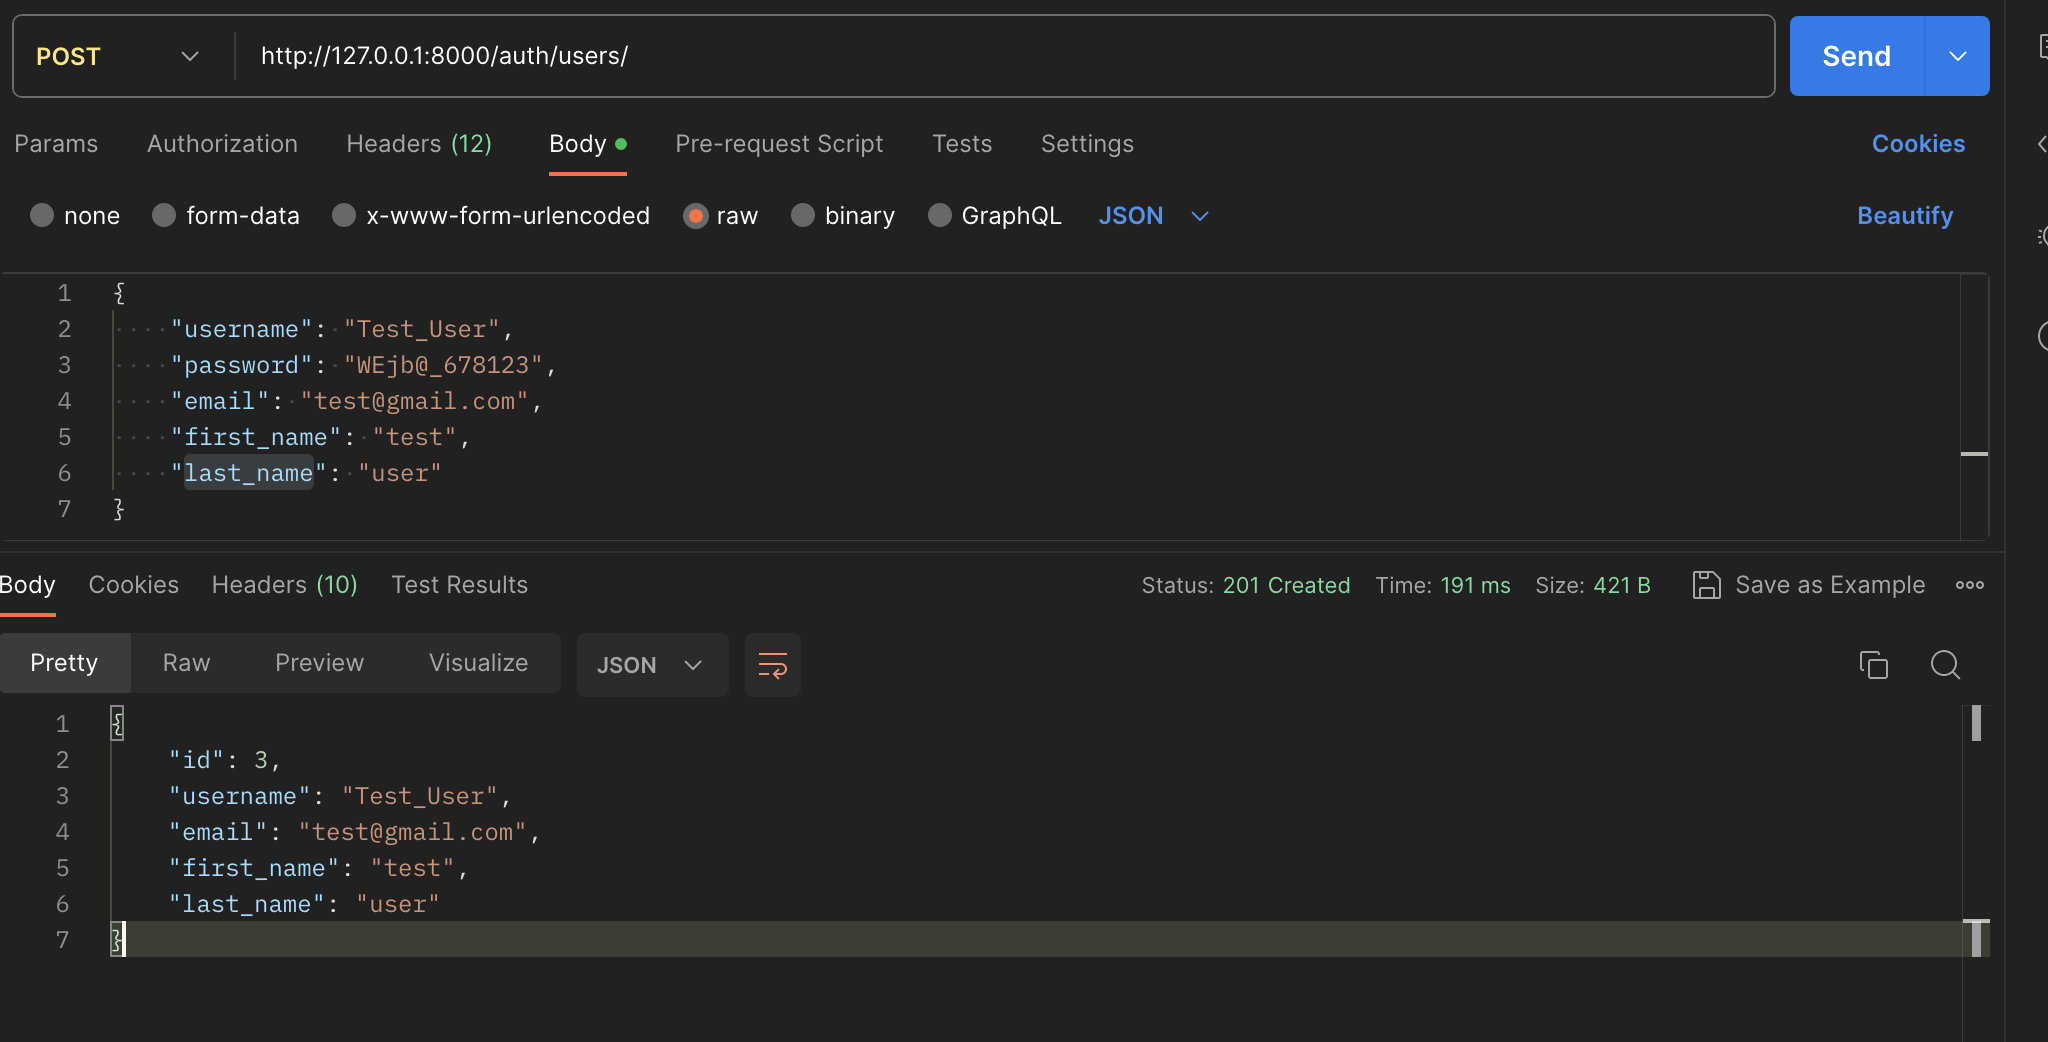 POST http://127.0.0.1:8000/auth/users/ Send
Params Authorization Headers (12) Body Pre-request Script Tests Settings Cookies
none form-data x-www-form-urlencoded raw binary GraphQL JSON Beautify
1 {
2 "username": "Test_User",
3 "password": "WEjb@_678123",
4 "email": "test@gmail.com",
5 "first_name": "test",
6 "last_name": "user"
7 }
Body Cookies Headers (10) Test Results Status: 201 Created Time: 191 ms Size: 421 B Save as Example
Pretty Raw Preview Visualize JSON
1 {
2 "id": 3,
3 "username": "Test_User",
4 "email": "test@gmail.com",
5 "first_name": "test",
6 "last_name": "user"
7 }